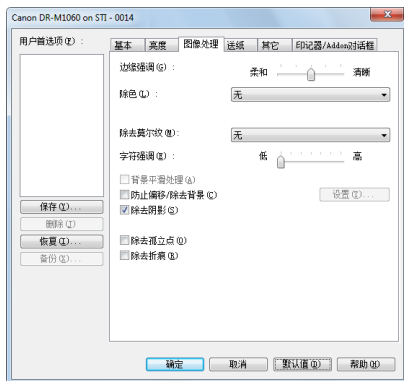 Canon DR-M1060 on STI - 0014
用户首选项(P) :
基本 亮度 图像处理 送纸 其它 印记器/Addon对话框
边缘强调(G) : 柔和 清晰
除色(L) : 无
除去莫尔纹(M): 无
字符强调(E) : 低 高
背景平滑处理(A)
防止偏移/除去背景(C) 设置(I)...
除去阴影(S)
除去孤立点(O)
除去折痕(R)
保存(V)...
删除(T)
恢复(I)...
备份(X)...
确定 取消 默认值(D) 帮助(H)